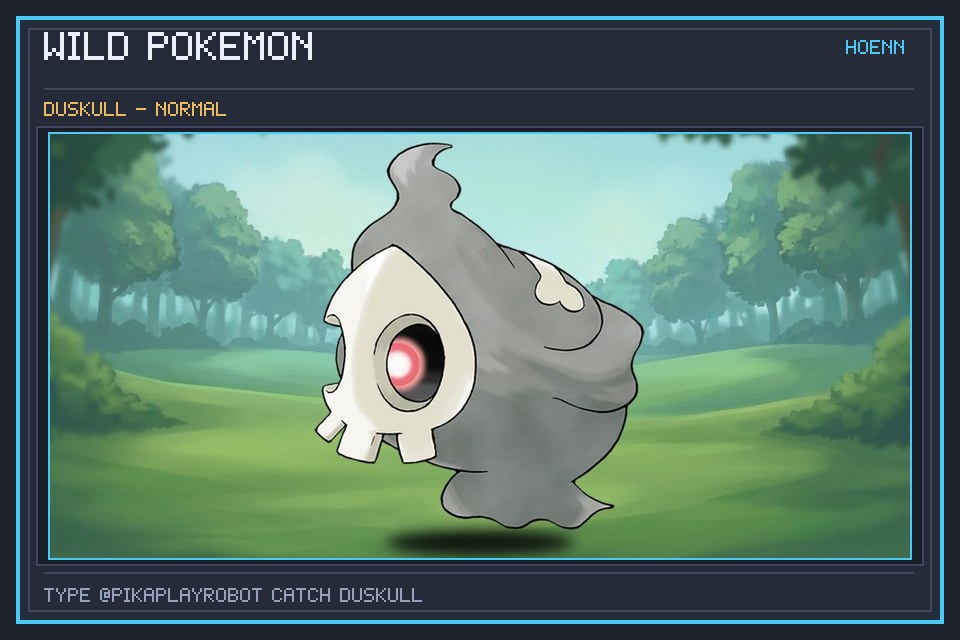 WILD POKEMON
HOENN
DUSKULL - NORMAL
TYPE @PIKAPLAYROBOT CATCH DUSKULL